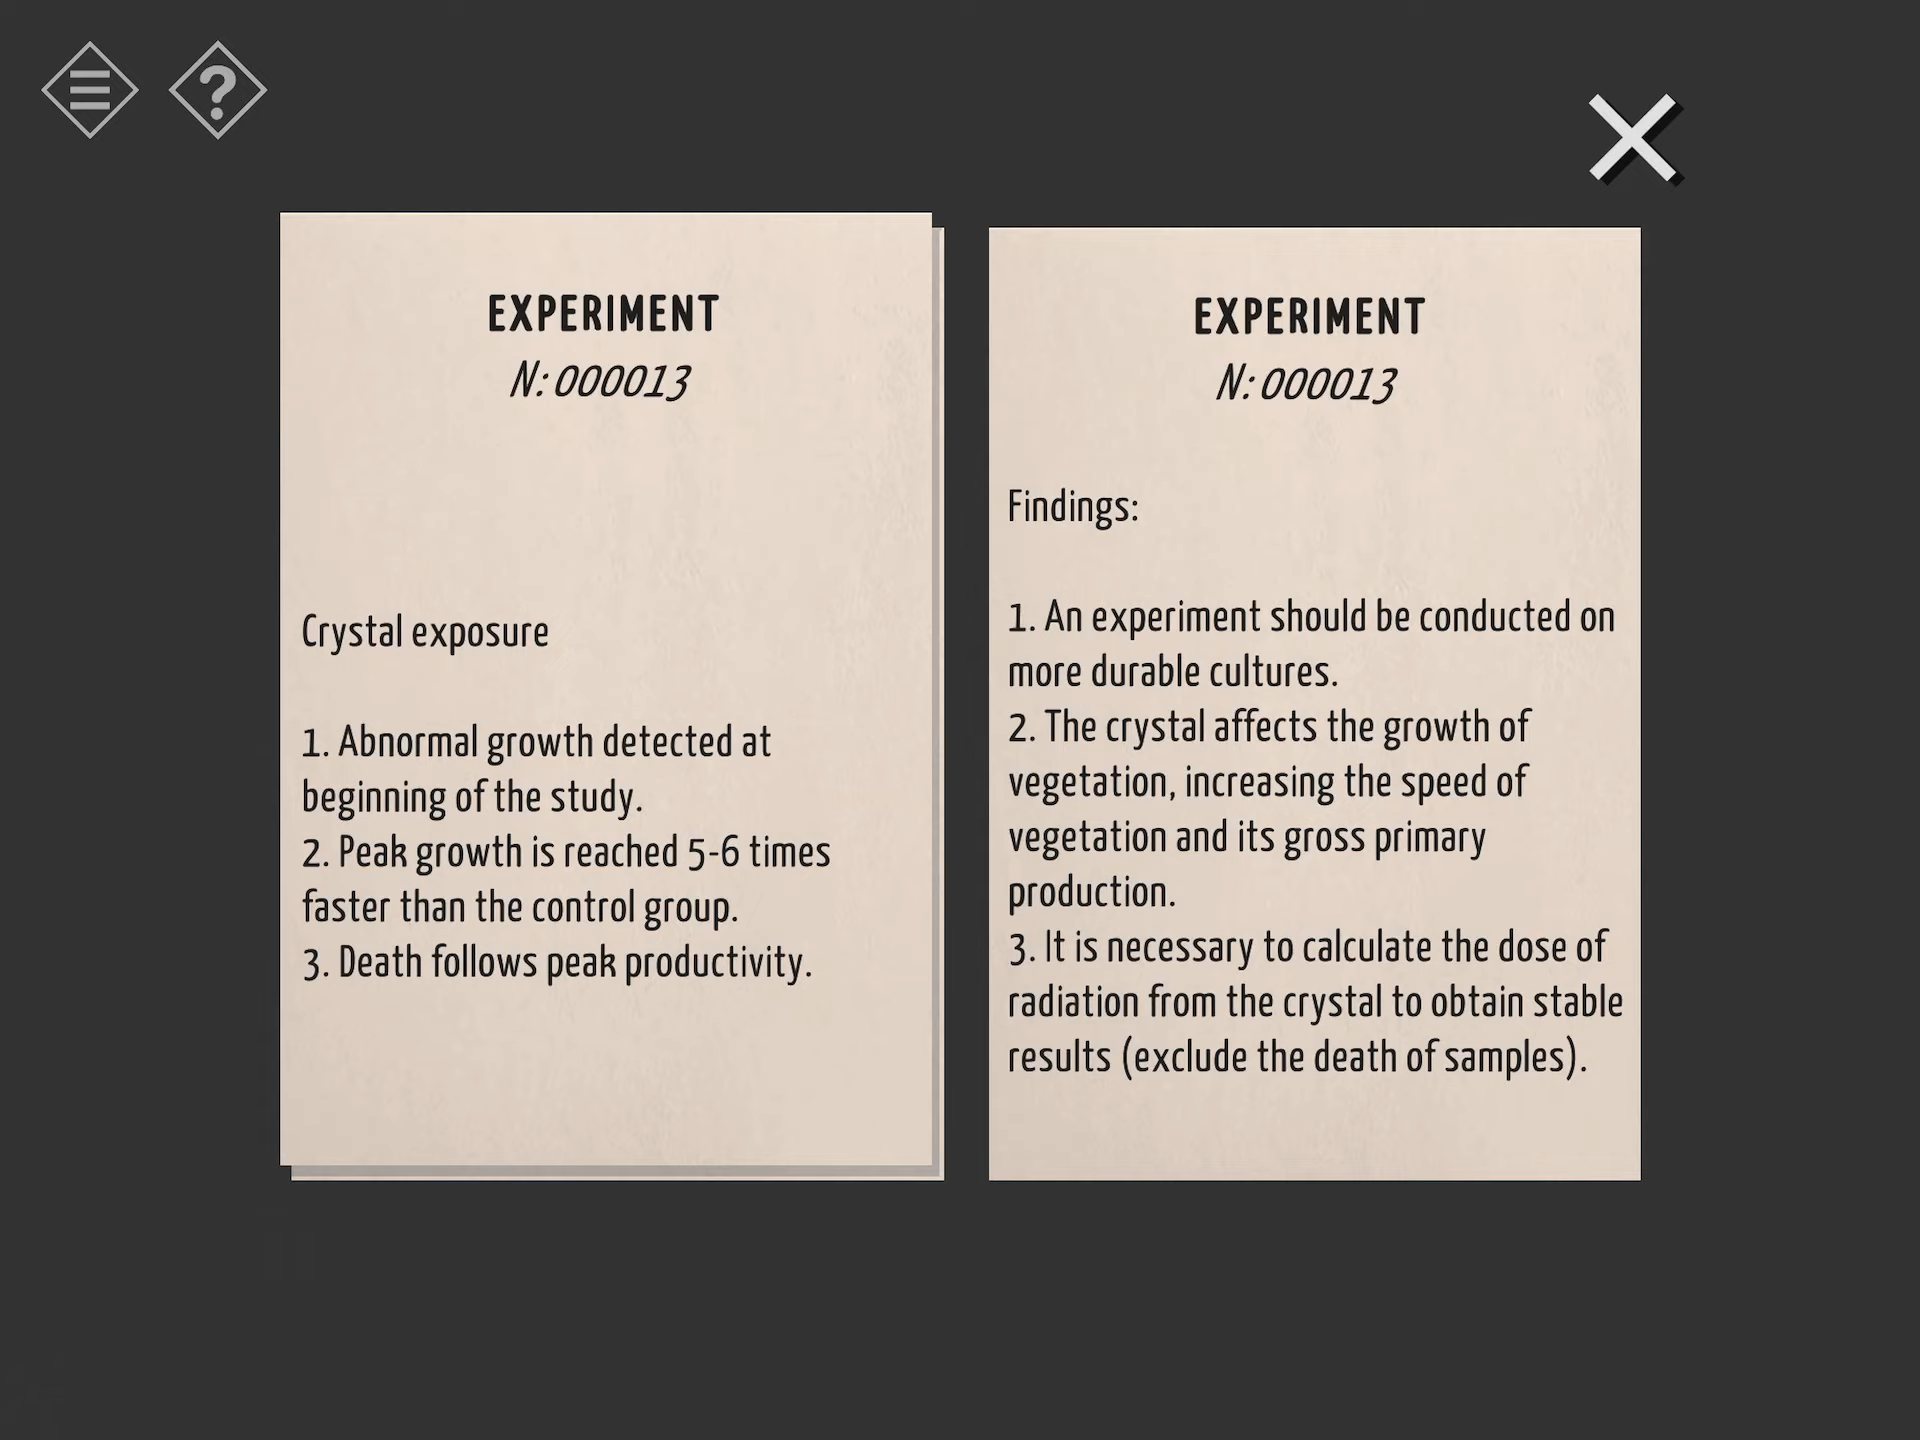 EXPERIMENT
N: 000013
Crystal exposure
1. Abnormal growth detected at
beginning of the study.
2. Peak growth is reached 5-6 times
faster than the control group.
3. Death follows peak productivity.
EXPERIMENT
N: 000013
Findings:
1. An experiment should be conducted on
more durable cultures.
2. The crystal affects the growth of
vegetation, increasing the speed of
vegetation and its gross primary
production.
3. It is necessary to calculate the dose of
radiation from the crystal to obtain stable
results (exclude the death of samples).